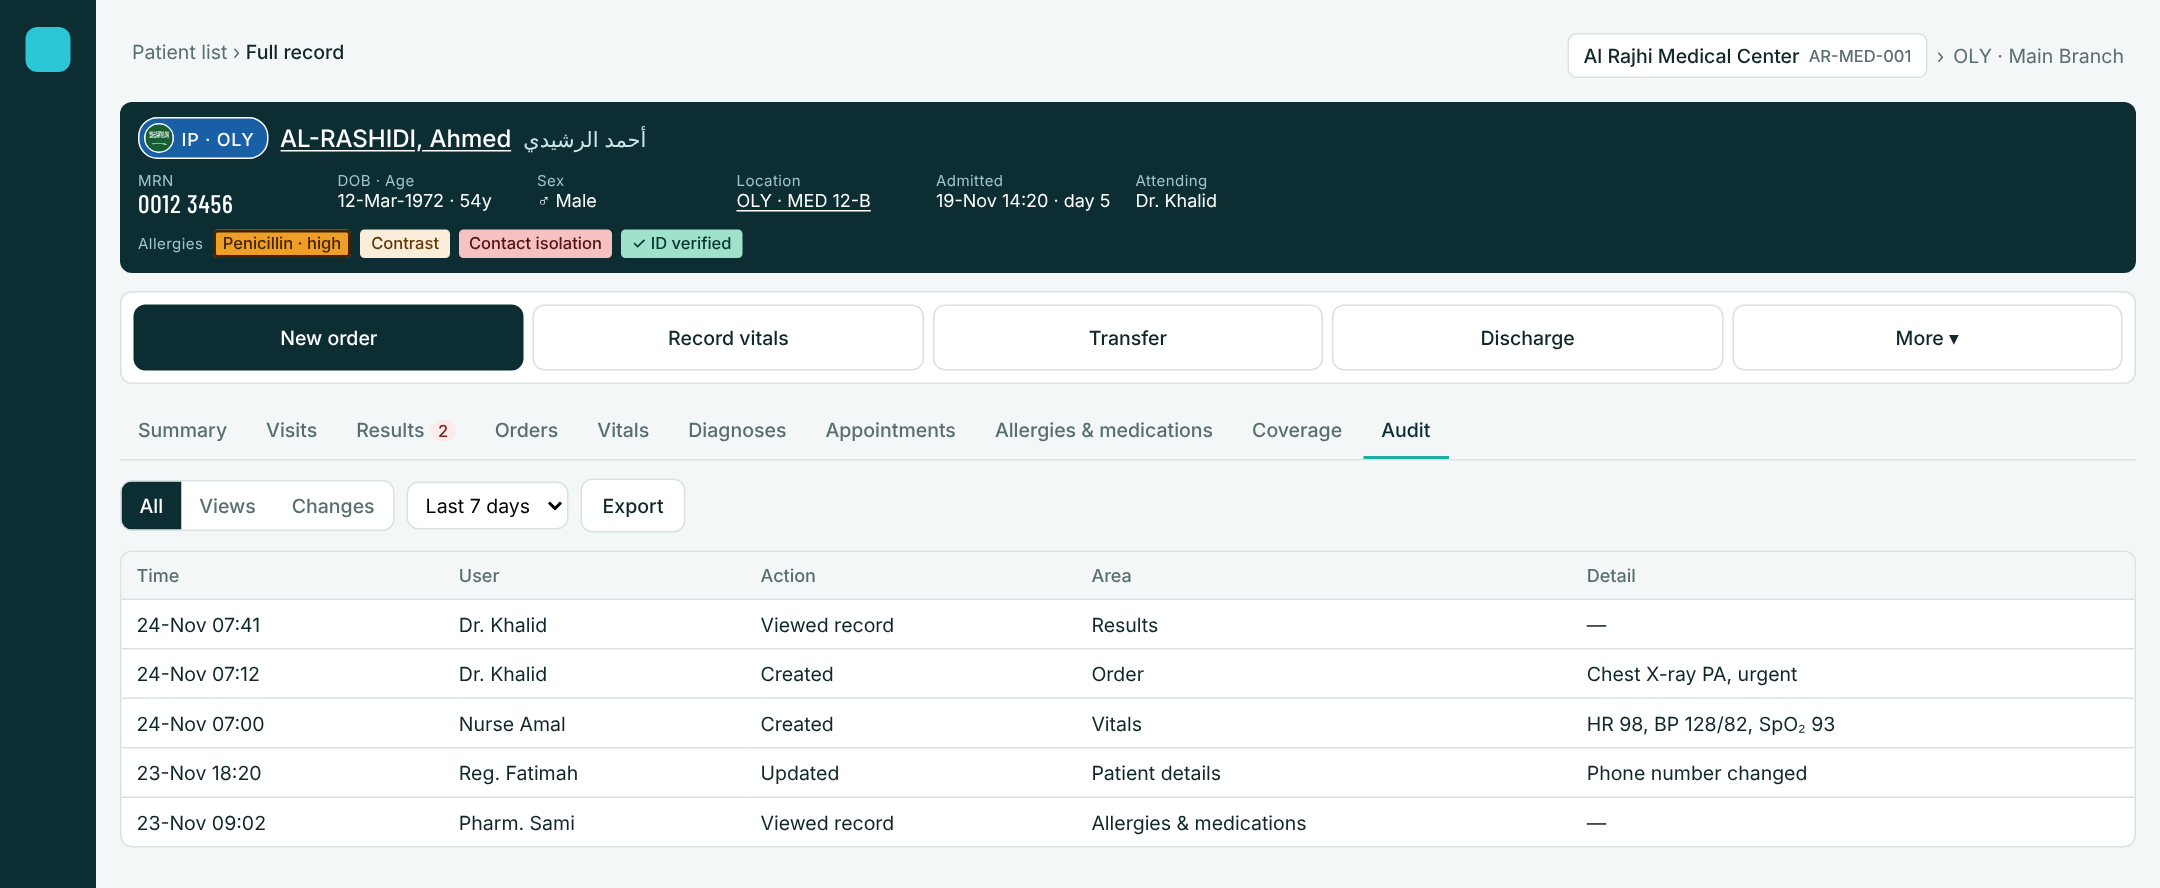 Patient list › Full record
Al Rajhi Medical Center AR-MED-001 › OLY · Main Branch
IP · OLY AL-RASHIDI, Ahmed أحمد الرشيدي
MRN DOB · Age Sex Location Admitted Attending
0012 3456 12-Mar-1972 · 54y ♂ Male OLY · MED 12-B 19-Nov 14:20 · day 5 Dr. Khalid
Allergies Penicillin · high Contrast Contact isolation ✓ ID verified
New order Record vitals Transfer Discharge More ▾
Summary Visits Results 2 Orders Vitals Diagnoses Appointments Allergies & medications Coverage Audit
All Views Changes Last 7 days Export
Time User Action Area Detail
24-Nov 07:41 Dr. Khalid Viewed record Results —
24-Nov 07:12 Dr. Khalid Created Order Chest X-ray PA, urgent
24-Nov 07:00 Nurse Amal Created Vitals HR 98, BP 128/82, SpO₂ 93
23-Nov 18:20 Reg. Fatimah Updated Patient details Phone number changed
23-Nov 09:02 Pharm. Sami Viewed record Allergies & medications —